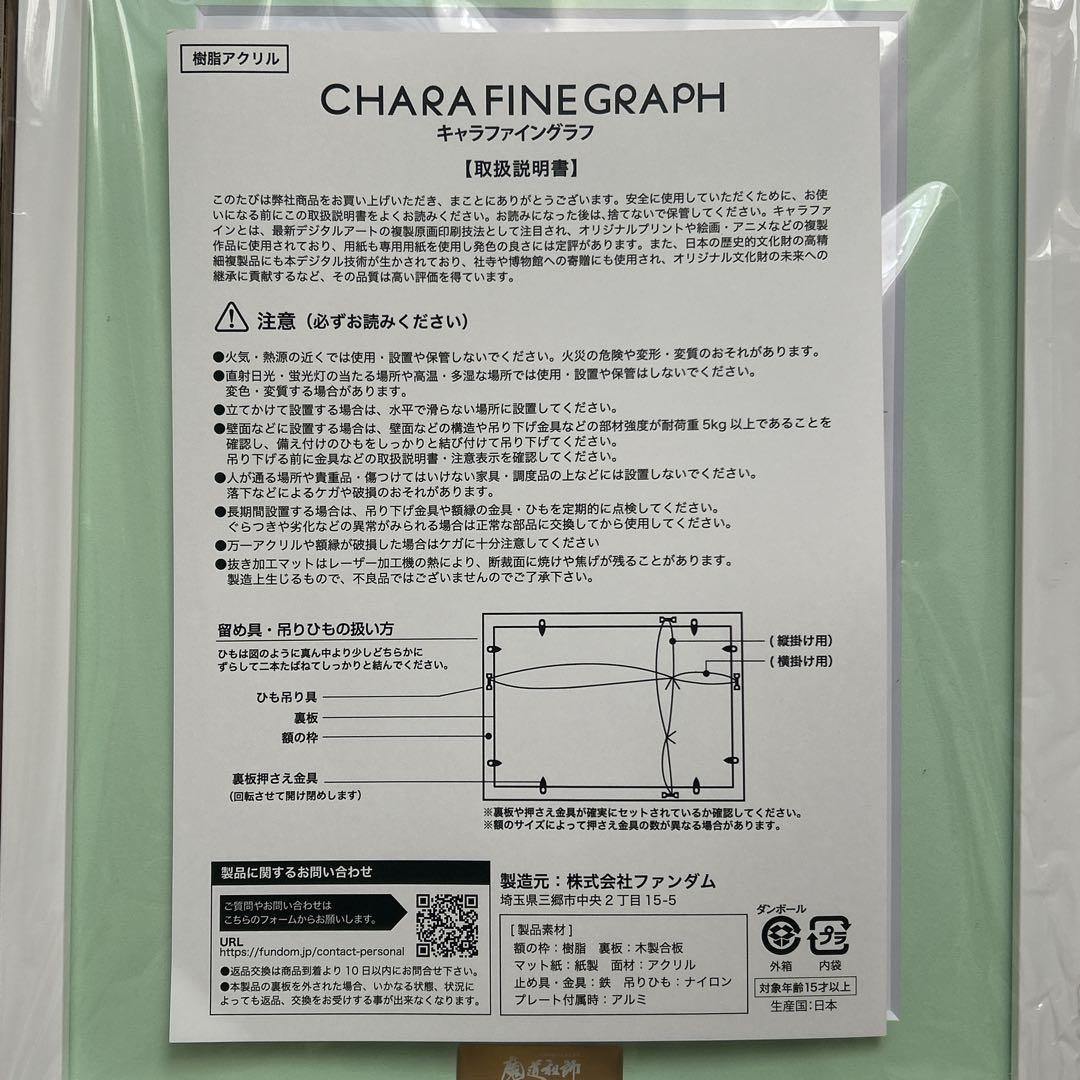 樹脂アクリル
CHARA FINE GRAPH
キャラファイングラフ
【取扱説明書】
このたびは弊社商品をお買い上げいただき、まことにありがとうございます。安全に使用していただくために、お使
いになる前にこの取扱説明書をよくお読みください。お読みになった後は、捨てないで保管してください。キャラファ
インとは、最新デジタルアートの複製原画印刷技法として注目され、オリジナルプリントや絵画・アニメなどの複製
作品に使用されており、用紙も専用用紙を使用し発色の良さには定評があります。また、日本の歴史的文化財の高精
細複製品にも本デジタル技術が生かされており、社寺や博物館への寄贈にも使用され、オリジナル文化財の未来への
継承に貢献するなど、その品質は高い評価を得ています。
注意（必ずお読みください）
●火気・熱源の近くでは使用・設置や保管しないでください。火災の危険や変形・変質のおそれがあります。
●直射日光・蛍光灯の当たる場所や高温・多湿な場所では使用・設置や保管はしないでください。
変色・変質する場合があります。
●立てかけて設置する場合は、水平で滑らない場所に設置してください。
●壁面などに設置する場合は、壁面などの構造や吊り下げ金具などの部材強度が耐荷重5kg以上であることを
確認し、備え付けのひもをしっかりと結び付けて吊り下げてください。
吊り下げる前に金具などの取扱説明書・注意表示を確認してください。
●人が通る場所や貴重品・傷つけてはいけない家具・調度品の上などには設置しないでください。
落下などによるケガや破損のおそれがあります。
●長期間設置する場合は、吊り下げ金具や額縁の金具・ひもを定期的に点検してください。
ぐらつきや劣化などの異常がみられる場合は正常な部品に交換してから使用してください。
●万一アクリルや額縁が破損した場合はケガに十分注意してください
●抜き加工マットはレーザー加工機の熱により、断裁面に焼けや焦げが残ることがあります。
製造上生じるもので、不良品ではございませんのでご了承下さい。
留め具・吊りひもの扱い方
ひもは図のように真ん中より少しどちらかに
ずらして二本たばねてしっかりと結んでください。
(縦掛け用)
(横掛け用)
ひも吊り具
裏板
額の枠
裏板押さえ金具
（回転させて開け閉めします）
※裏板や押さえ金具が確実にセットされているか確認してください。
※額のサイズによって押さえ金具の数が異なる場合があります。
製品に関するお問い合わせ
ご質問やお問い合わせは
こちらのフォームからお願いします。
URL
https://fundom.jp/contact-personal
●返品交換は商品到着より10日以内にお問合せ下さい。
●本製品の裏板を外された場合、いかなる状態、状況に
よっても返品、交換をお受けする事が出来なくなります。
製造元：株式会社ファンダム
埼玉県三郷市中央2丁目15-5
[製品素材]
額の枠：樹脂　裏板：木製合板
マット紙：紙製　面材：アクリル
止め具・金具：鉄　吊りひも：ナイロン
プレート付属時：アルミ
ダンボール
プラ
外箱　内袋
対象年齢15才以上
生産国：日本
魔道祖師